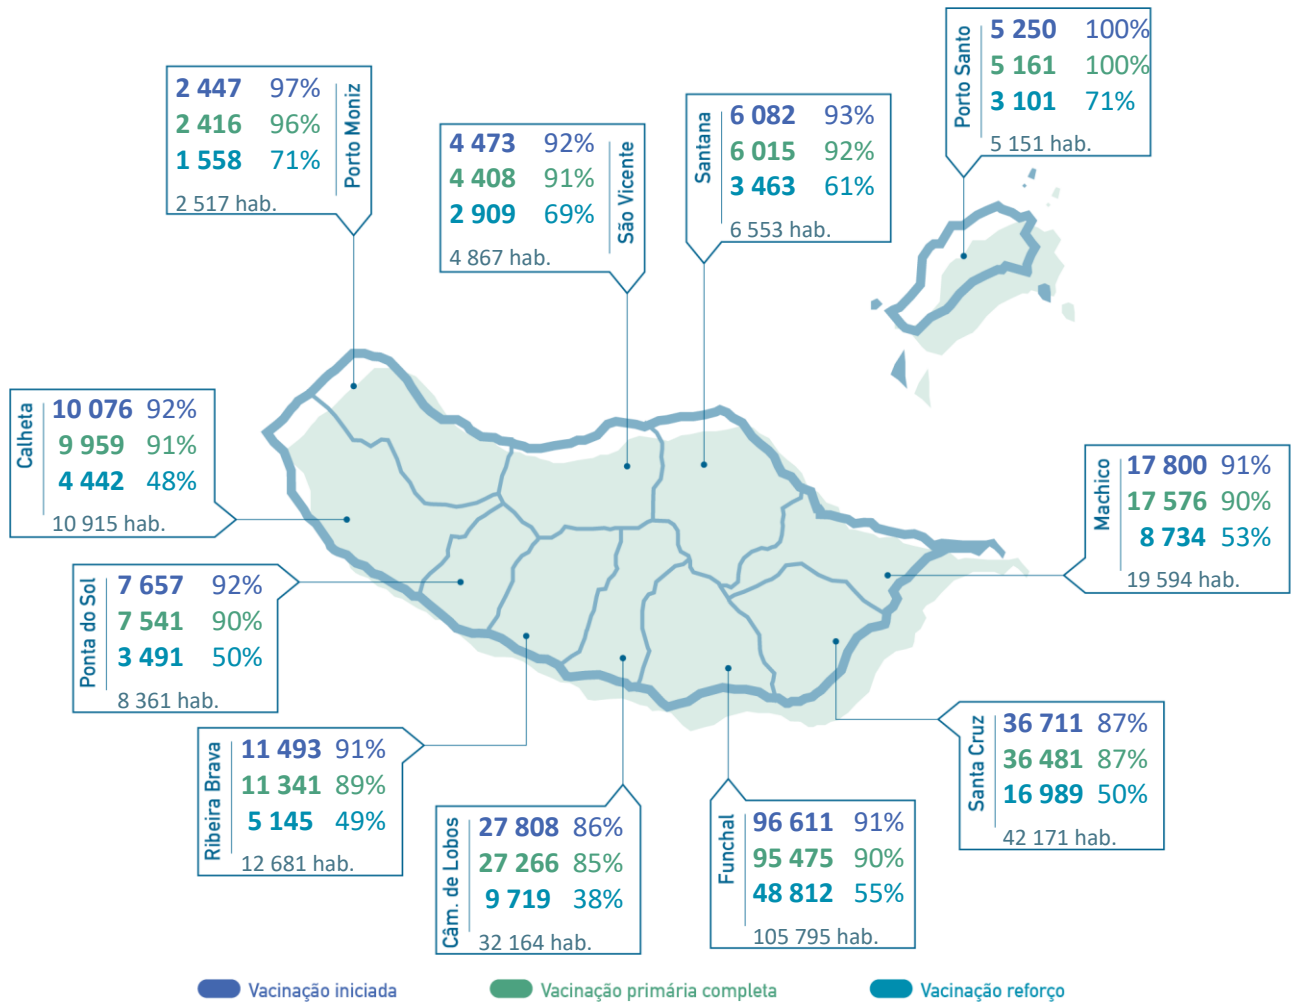 Porto Santo
5 250 100%
5 161 100%
3 101 71%
5 151 hab.
Porto Moniz
2 447 97%
2 416 96%
1 558 71%
2 517 hab.
São Vicente
4 473 92%
4 408 91%
2 909 69%
4 867 hab.
Santana
6 082 93%
6 015 92%
3 463 61%
6 553 hab.
Calheta
10 076 92%
9 959 91%
4 442 48%
10 915 hab.
Machico
17 800 91%
17 576 90%
8 734 53%
19 594 hab.
Ponta do Sol
7 657 92%
7 541 90%
3 491 50%
8 361 hab.
Ribeira Brava
11 493 91%
11 341 89%
5 145 49%
12 681 hab.
Câm. de Lobos
27 808 86%
27 266 85%
9 719 38%
32 164 hab.
Funchal
96 611 91%
95 475 90%
48 812 55%
105 795 hab.
Santa Cruz
36 711 87%
36 481 87%
16 989 50%
42 171 hab.
Vacinação iniciada
Vacinação primária completa
Vacinação reforço